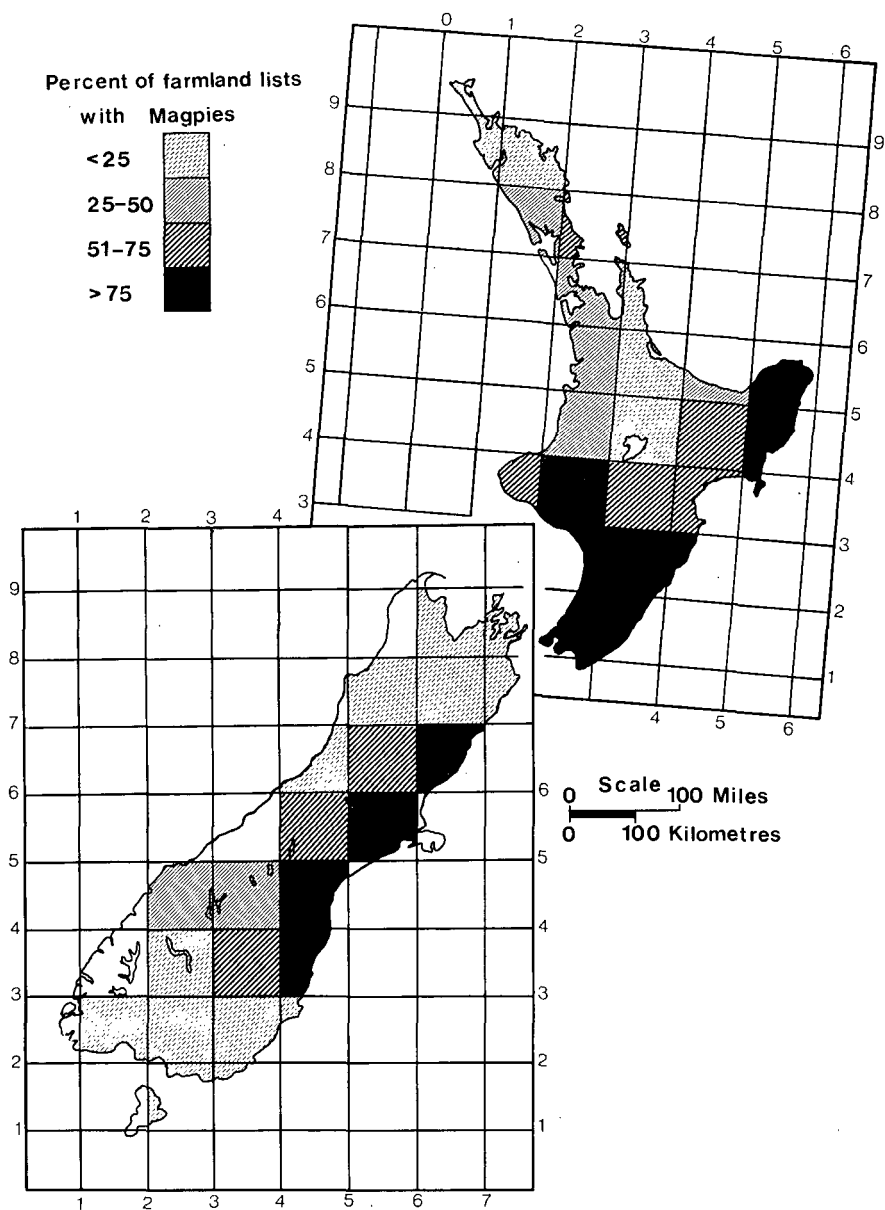 Percent of farmland lists
with Magpies
<25
25-50
51-75
>75
0 1 2 3 4 5 6
9 8 7 6 5 4 3
9 8 7 6 5 4 3 2 1
4 5 6
1 2 3 4 5 6 7
9 8 7 6 5 4 3 2 1
6 5 4 3 2 1
1 2 3 4 5 6 7
Scale
0 100 Miles
0 100 Kilometres